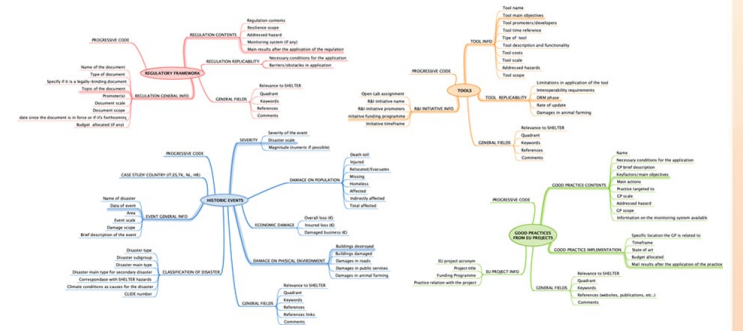 PROGRESSIVE CODE
REGULATORY FRAMEWORK
REGULATION CONTENTS
Regulation contents
Resilience scope
Addressed hazard
Monitoring system (if any)
Main results after the application of the regulation
REGULATION REPLICABILITY
Necessary conditions for the application
Barriers/obstacles in application
GENERAL FIELDS
Relevance to SHELTER
Quadrant
Keywords
References
Comments
REGULATION GENERAL INFO
Name of the document
Type of document
Specify if it is a legally-binding document
Topic of the document
Promoter(s)
Document scale
Document scope
date since the document is in force or if it's forthcoming
Budget allocated (if any)
TOOLS
PROGRESSIVE CODE
TOOL INFO
Tool name
Tool main objectives
Tool promoters/developers
Tool time reference
Type of tool
Tool description and functionality
Tool costs
Tool scale
Addressed hazards
Tool scope
TOOL REPLICABILITY
Limitations in application of the tool
Interoperability requirements
DRM phase
Rate of update
Damages in animal farming
GENERAL FIELDS
Relevance to SHELTER
Quadrant
Keywords
References
Comments
R&I INITIATIVE INFO
Open Lab assignment
R&I initiative name
R&I initiative promoters
initiative funding programme
Initiative timeframe
HISTORIC EVENTS
PROGRESSIVE CODE
CASE STUDY COUNTRY (IT,ES,TK, NL, HR)
EVENT GENERAL INFO
Name of disaster
Data of event
Area
Event scale
Damage scope
Brief description of the event
CLASSIFICATION OF DISASTER
Disaster type
Disaster subgroup
Disaster main type
Disaster main type for secondary disaster
Correspondace with SHELTER hazards
Climate conditions as causes for the disaster
GLIDE number
SEVERITY
Severity of the event
Disaster scale
Magnitude (numeric if possible)
DAMAGE ON POPULATION
Death toll
Injured
Relocated/Evacuates
Missing
Homeless
Affected
Indirectly affected
Total affected
ECONOMIC DAMAGE
Overall loss (€)
Insured loss (€)
Damaged business (€)
DAMAGE ON PHYSICAL ENVIRONMENT
Buildings destroyed
Buildings damaged
Damages in roads
Damages in public services
Damages in animal farming
GENERAL FIELDS
Relevance to SHELTER
Quadrant
Keywords
References
References links
Comments
GOOD PRACTICES
FROM EU PROJECTS
PROGRESSIVE CODE
GOOD PRACTICE CONTENTS
Name
Necessary conditions for the application
GP brief description
Keyfactors/main objectives
Main actions
Practice targeted to
GP scale
Addressed hazard
GP scope
Information on the monitoring system available
GOOD PRACTICE IMPLEMENTATION
Specific location the GP is related to
Timeframe
State of art
Budget allocated
Mail results after the application of the practice
GENERAL FIELDS
Relevance to SHELTER
Quadrant
Keywords
References (websites, publications, etc..)
Comments
EU PROJECT INFO
EU project acronym
Project title
Funding Programme
Practice relation with the project